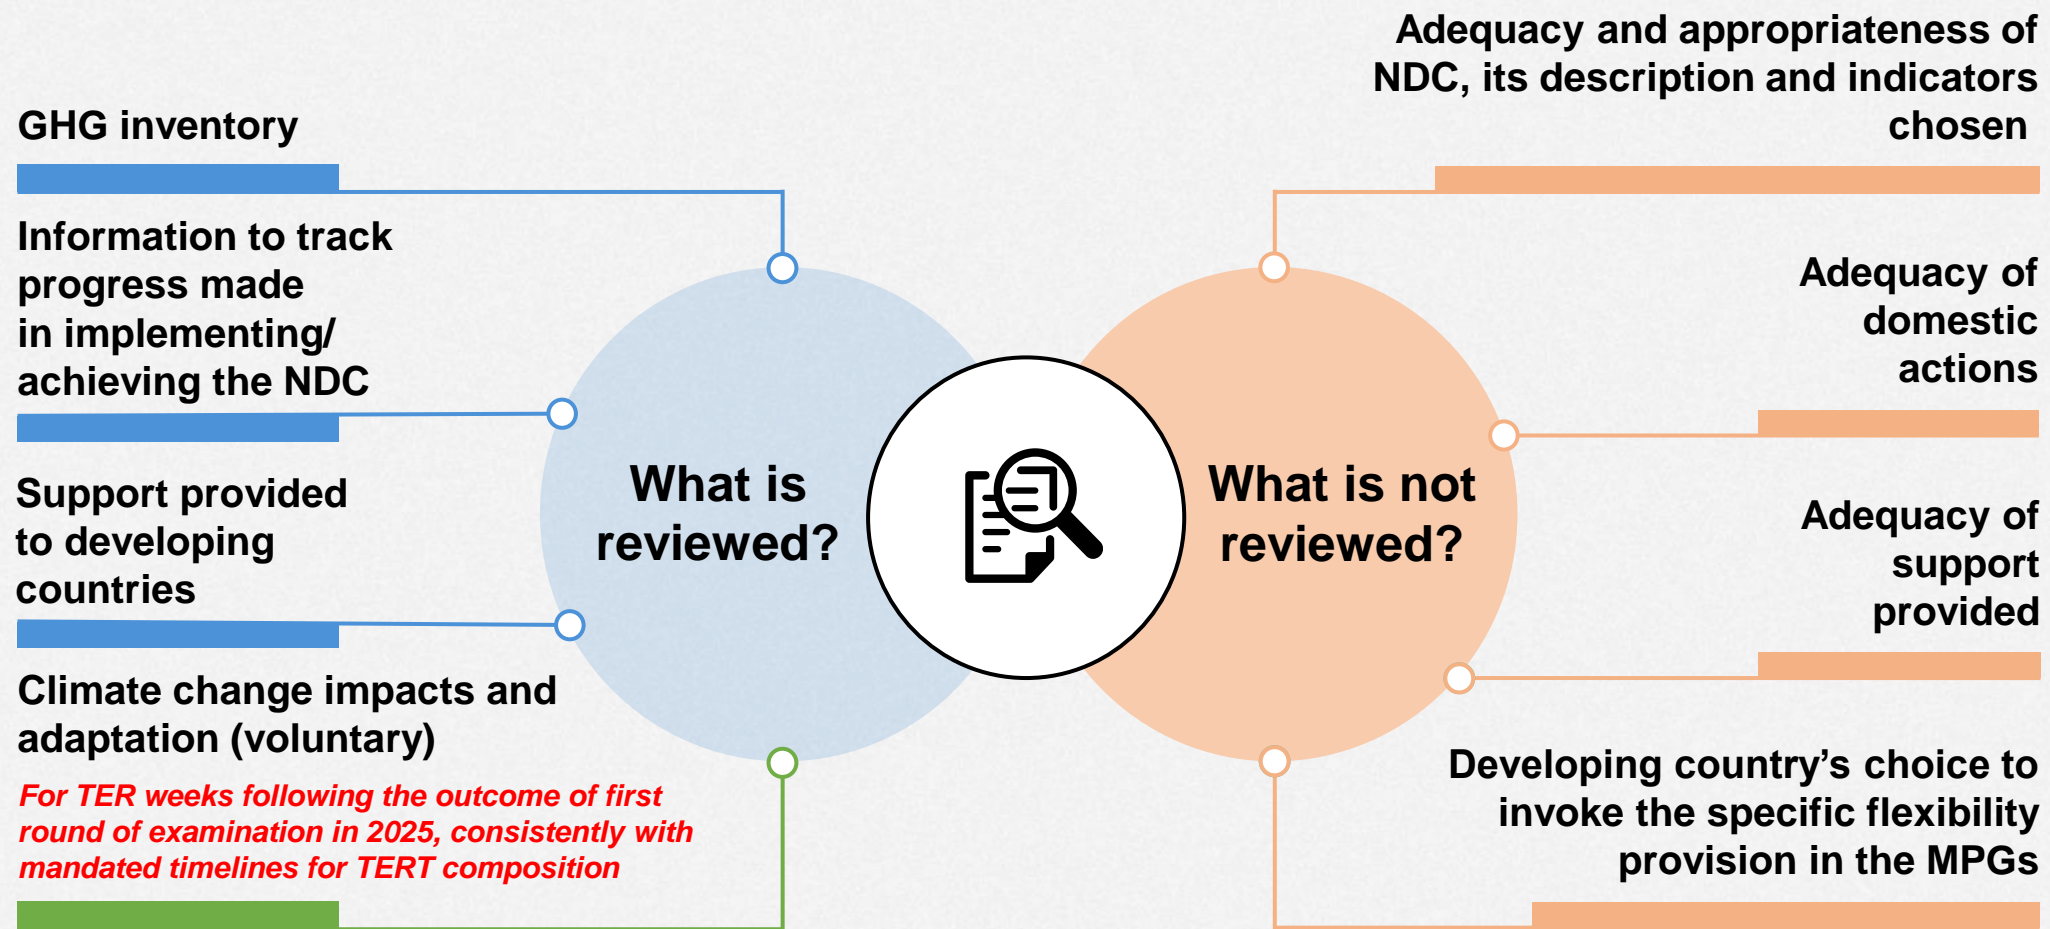 GHG inventory
Information to track
progress made
in implementing/
achieving the NDC
Support provided
to developing
countries
Climate change impacts and
adaptation (voluntary)
For TER weeks following the outcome of first
round of examination in 2025, consistently with
mandated timelines for TERT composition
What is
reviewed?
What is not
reviewed?
Adequacy and appropriateness of
NDC, its description and indicators
chosen
Adequacy of
domestic
actions
Adequacy of
support
provided
Developing country’s choice to
invoke the specific flexibility
provision in the MPGs